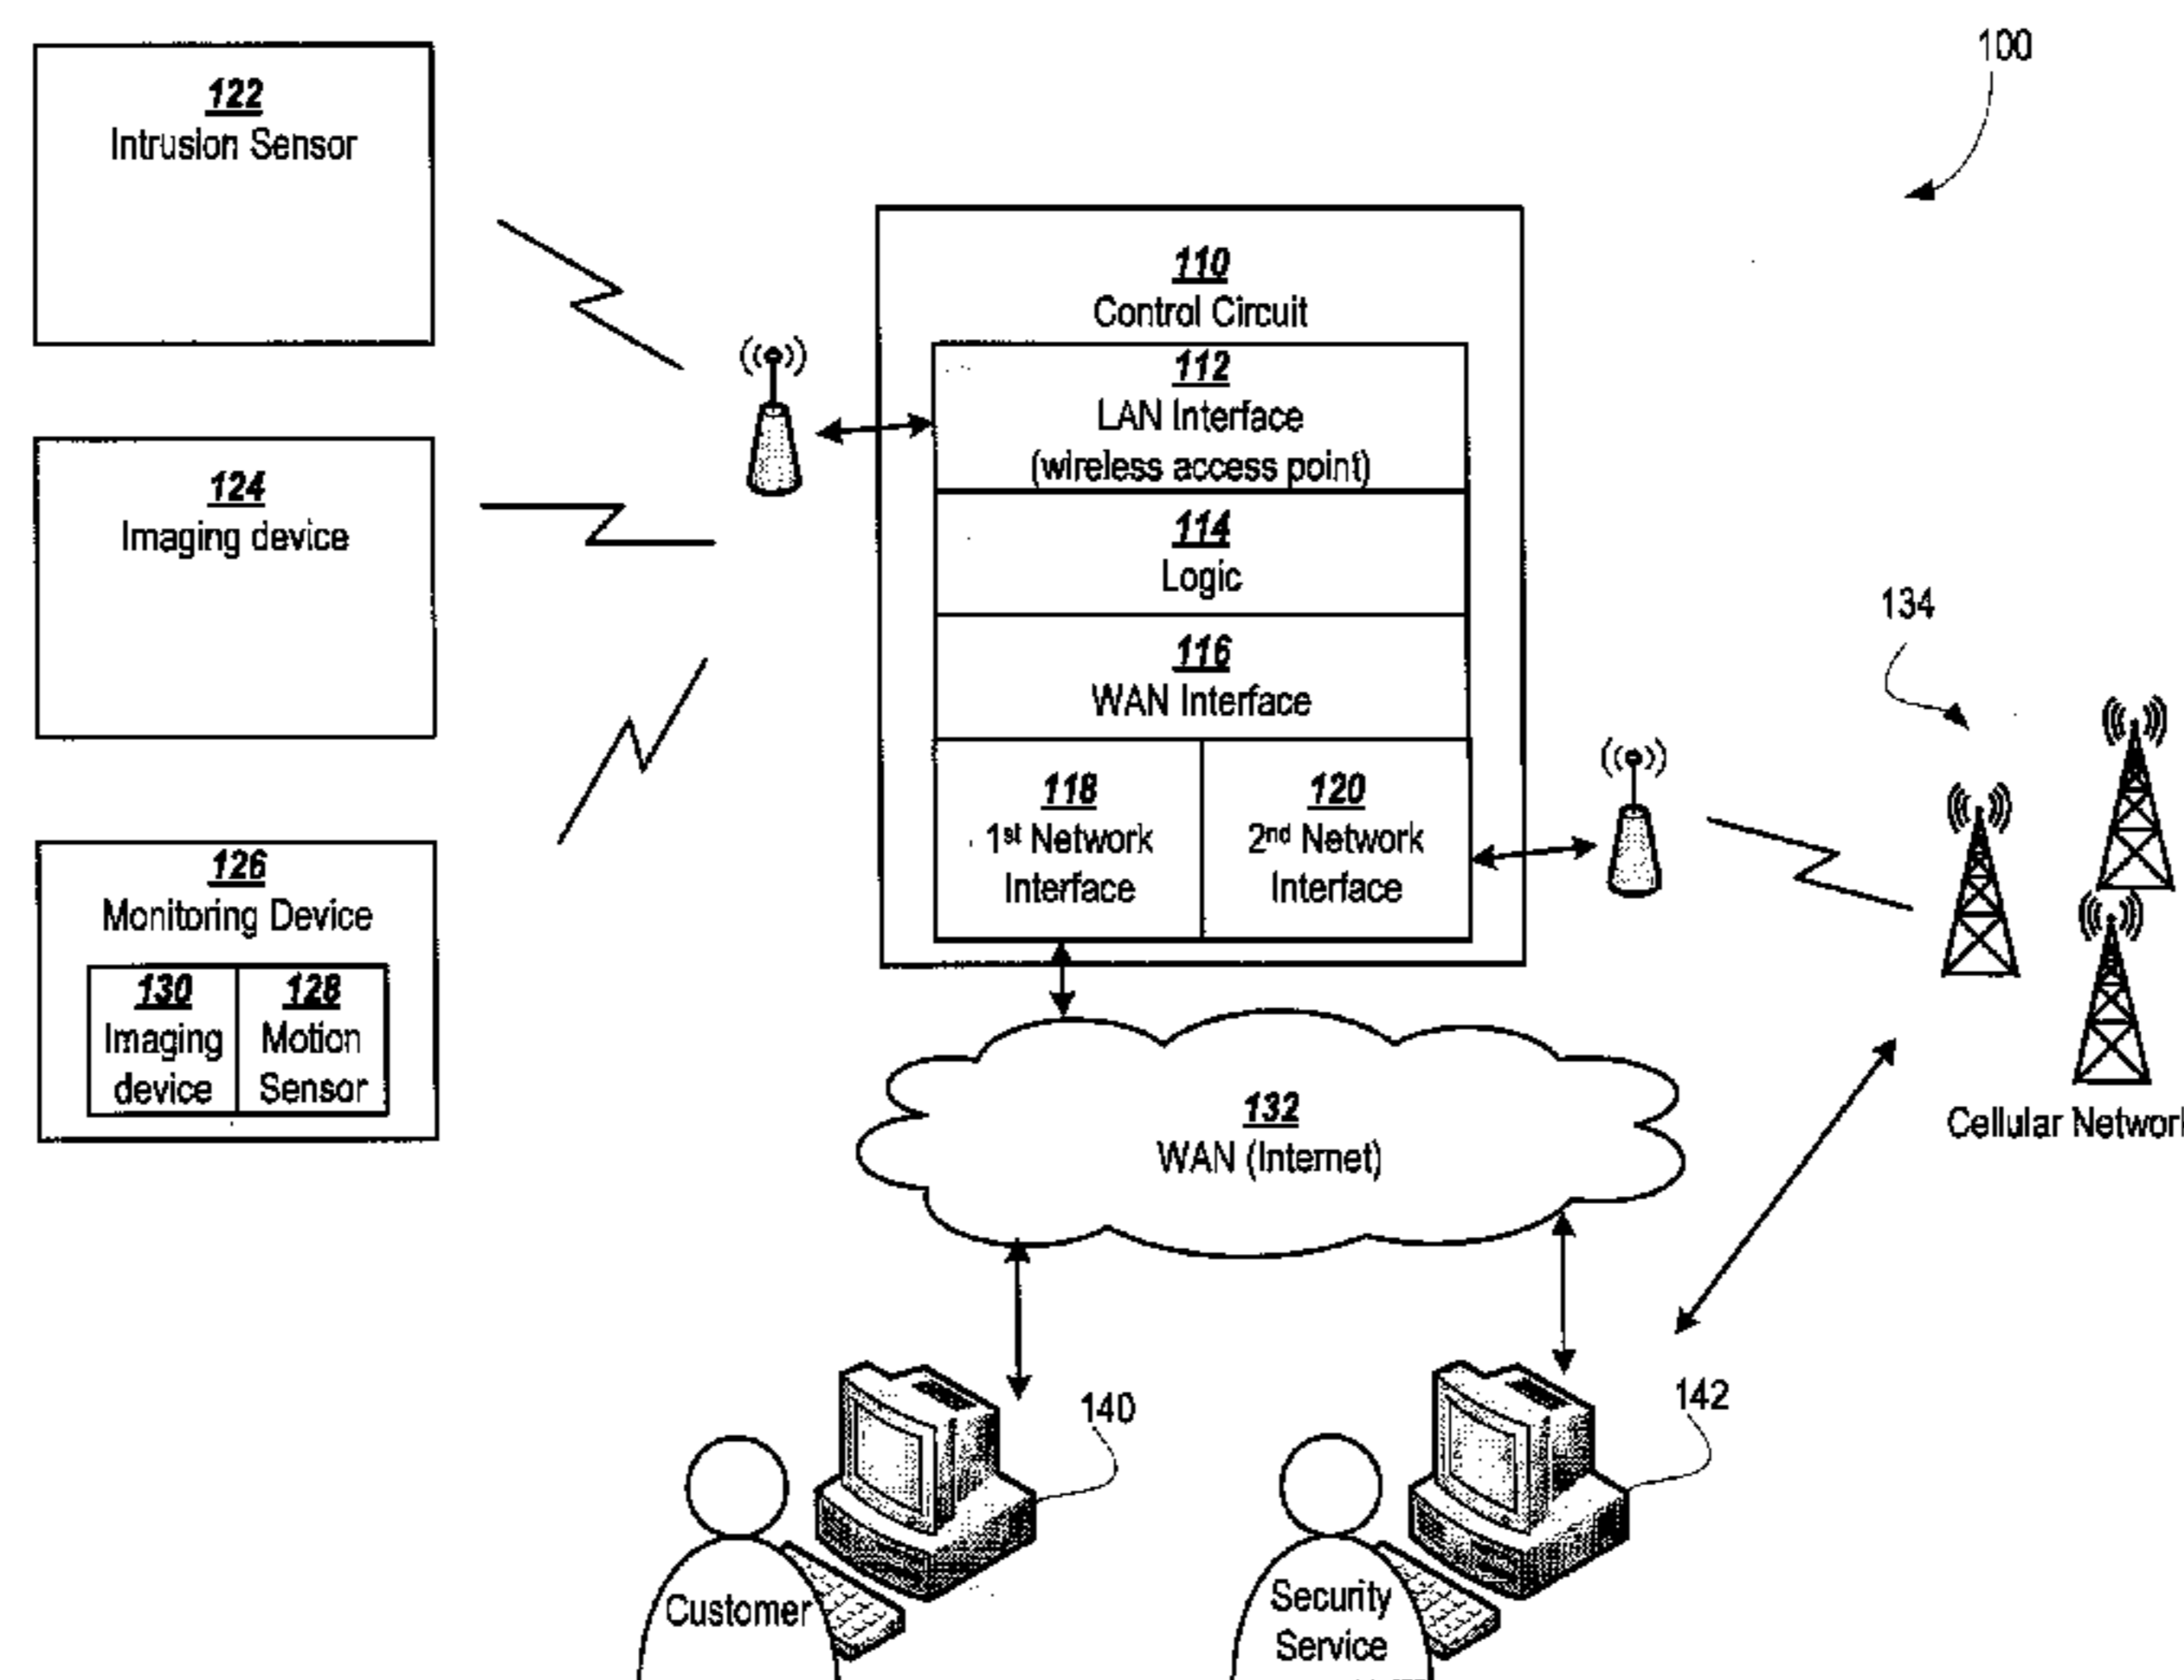 100
122
Intrusion Sensor
110
Control Circuit
112
LAN Interface
(wireless access point)
124
Imaging device
114
Logic
134
116
WAN Interface
118
1st Network
Interface
120
2nd Network
Interface
126
Monitoring Device
130
Imaging
device
128
Motion
Sensor
132
WAN (Internet)
Cellular
140
142
Customer
Security
Service